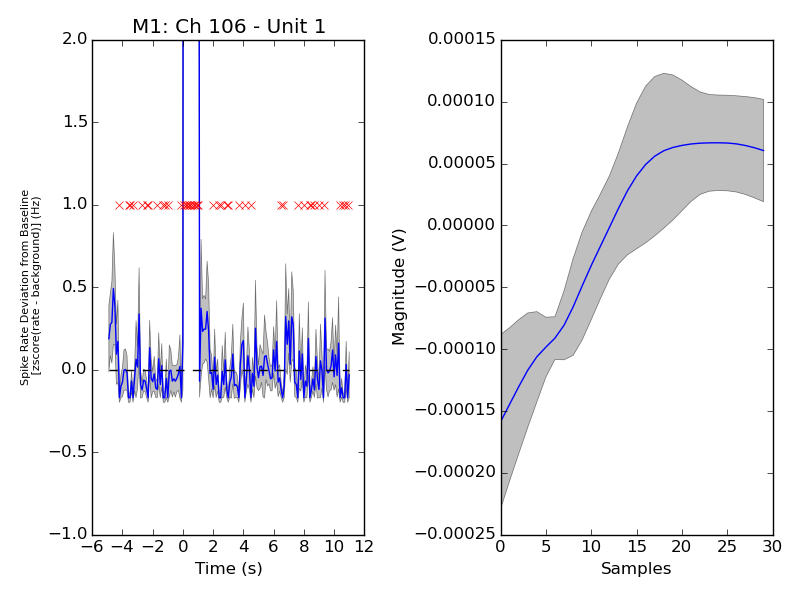 M1: Ch 106 - Unit 1
2.0
1.5
1.0
0.5
0.0
−0.5
−1.0
−6 −4 −2 0 2 4 6 8 10 12
Time (s)
Spike Rate Deviation from Baseline
[zscore(rate - background)] (Hz)
0.00015
0.00010
0.00005
0.00000
−0.00005
−0.00010
−0.00015
−0.00020
−0.00025
0 5 10 15 20 25 30
Samples
Magnitude (V)